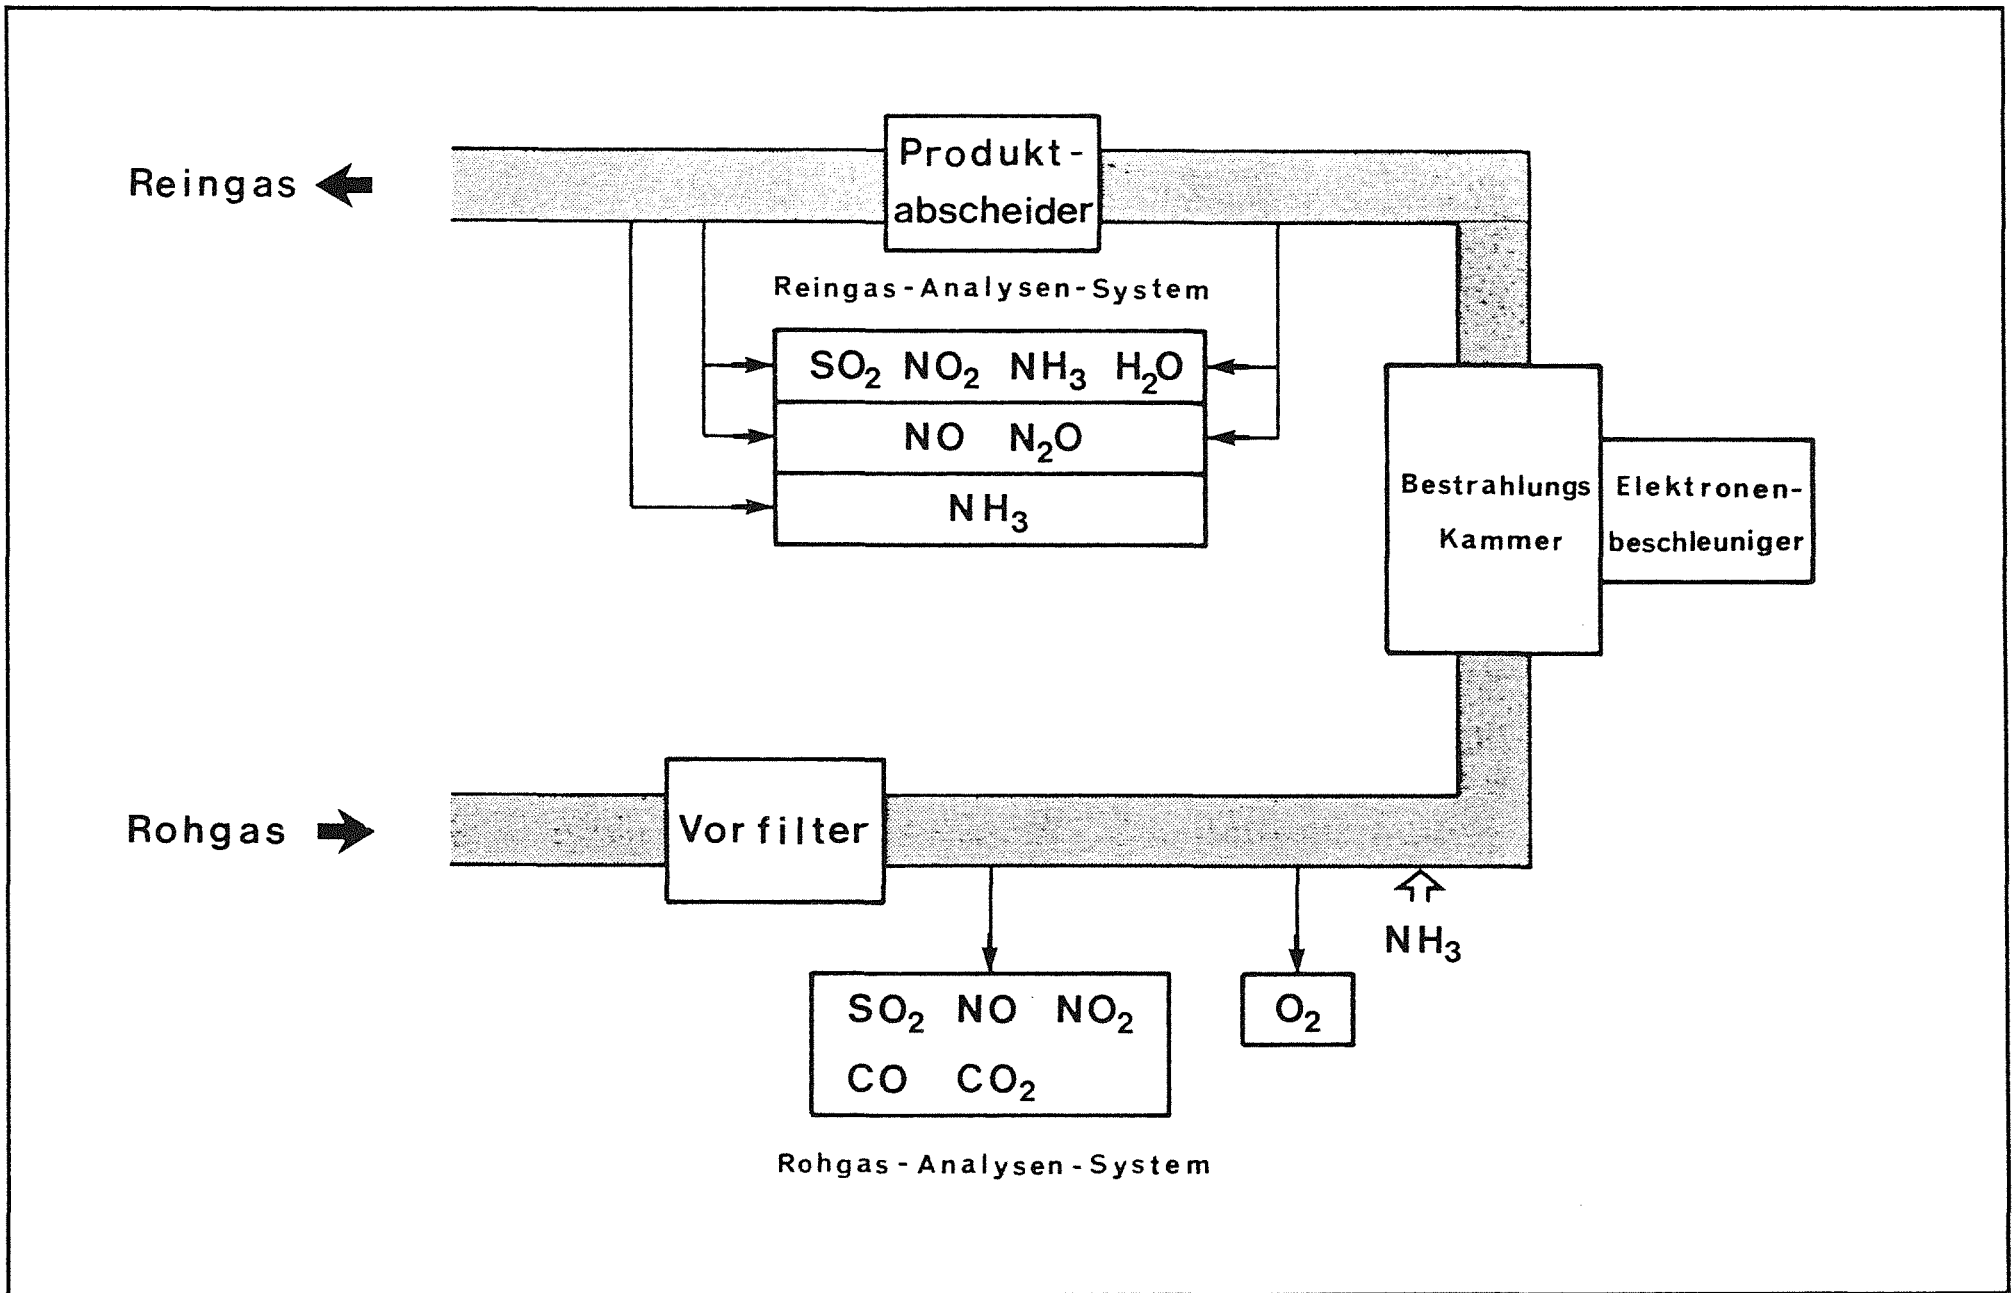 Reingas
Produkt-
abscheider
Reingas-Analysen-System
SO₂ NO₂ NH₃ H₂O
NO N₂O
NH₃
Bestrahlungs
Kammer
Elektronen-
beschleuniger
Rohgas
Vorfilter
NH₃
SO₂ NO NO₂
CO CO₂
O₂
Rohgas-Analysen-System